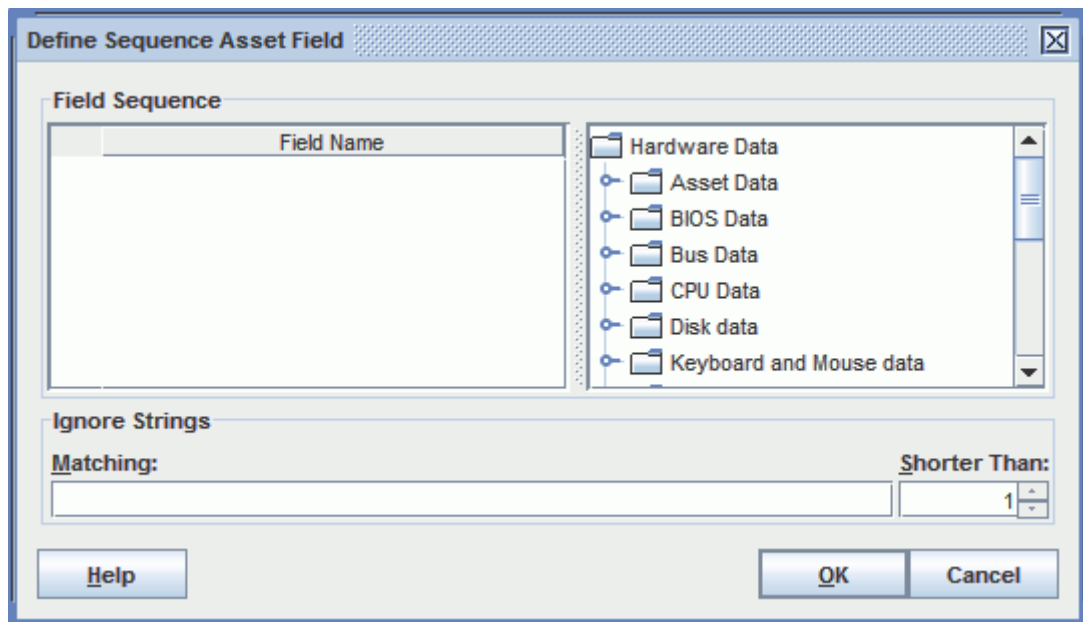 Define Sequence Asset Field
Field Sequence
Field Name
Hardware Data
Asset Data
BIOS Data
Bus Data
CPU Data
Disk data
Keyboard and Mouse data
Ignore Strings
Matching:
Shorter Than:
1
Help
OK
Cancel